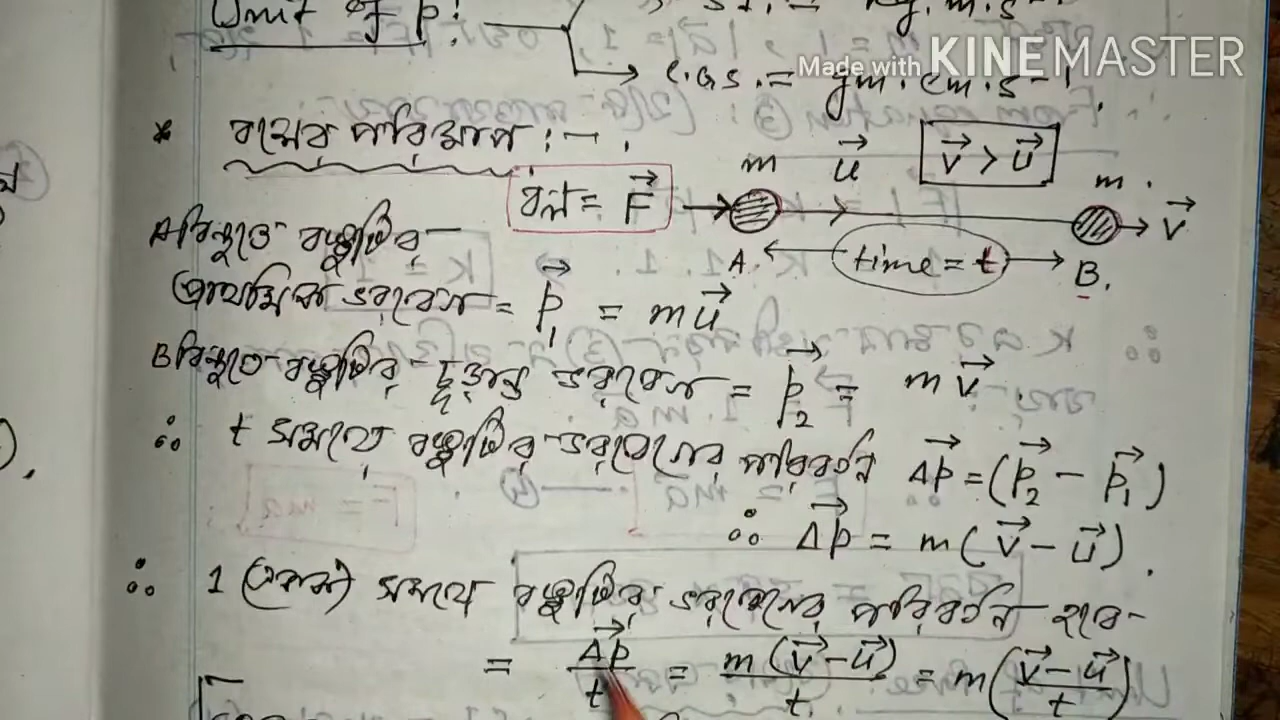 Unit of p:
S.I. = kg.m.s⁻¹
C.G.S. = gm.cm.s⁻¹.
Made with KINEMASTER
* বলের পরিমাপ :-
m u⃗ v⃗ > u⃗ m
বল = F⃗ v⃗
A time = t B.
A বিন্দুতে বস্তুটির
প্রাথমিক ভরবেগ = p⃗₁ = mu⃗
B বিন্দুতে বস্তুটির চূড়ান্ত ভরবেগ = p⃗₂ = mv⃗.
∴ t সময়ে বস্তুটির ভরবেগের পরিবর্তন Δp⃗ = (p⃗₂ - p⃗₁)
∴ Δp⃗ = m(v⃗ - u⃗).
∴ 1 (একক) সময়ে বস্তুটির ভরবেগের পরিবর্তন হবে-
= Δp⃗/t = m(v⃗-u⃗)/t = m(v⃗-u⃗/t)